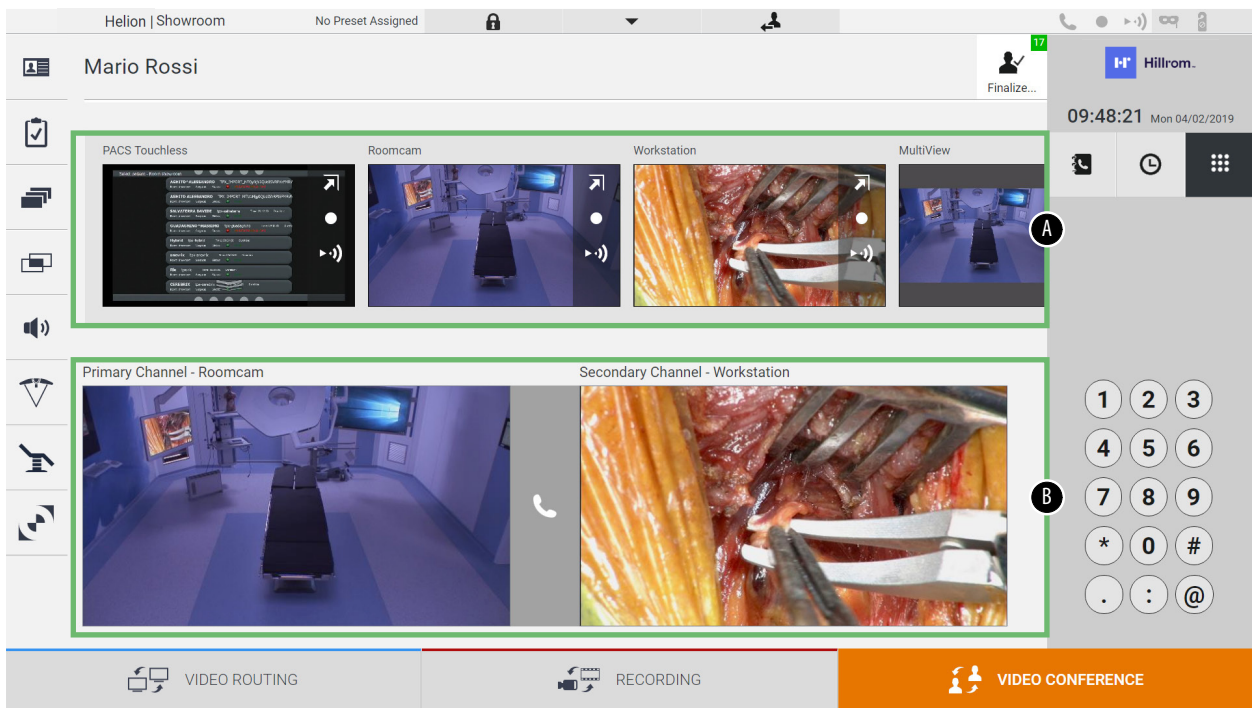 Helion | Showroom
No Preset Assigned
Mario Rossi
17
Finalize...
Hillrom™
09:48:21 Mon 04/02/2019
PACS Touchless
Roomcam
Workstation
MultiView
A
Primary Channel - Roomcam
Secondary Channel - Workstation
B
1 2 3
4 5 6
7 8 9
* 0 #
. : @
VIDEO ROUTING
RECORDING
VIDEO CONFERENCE